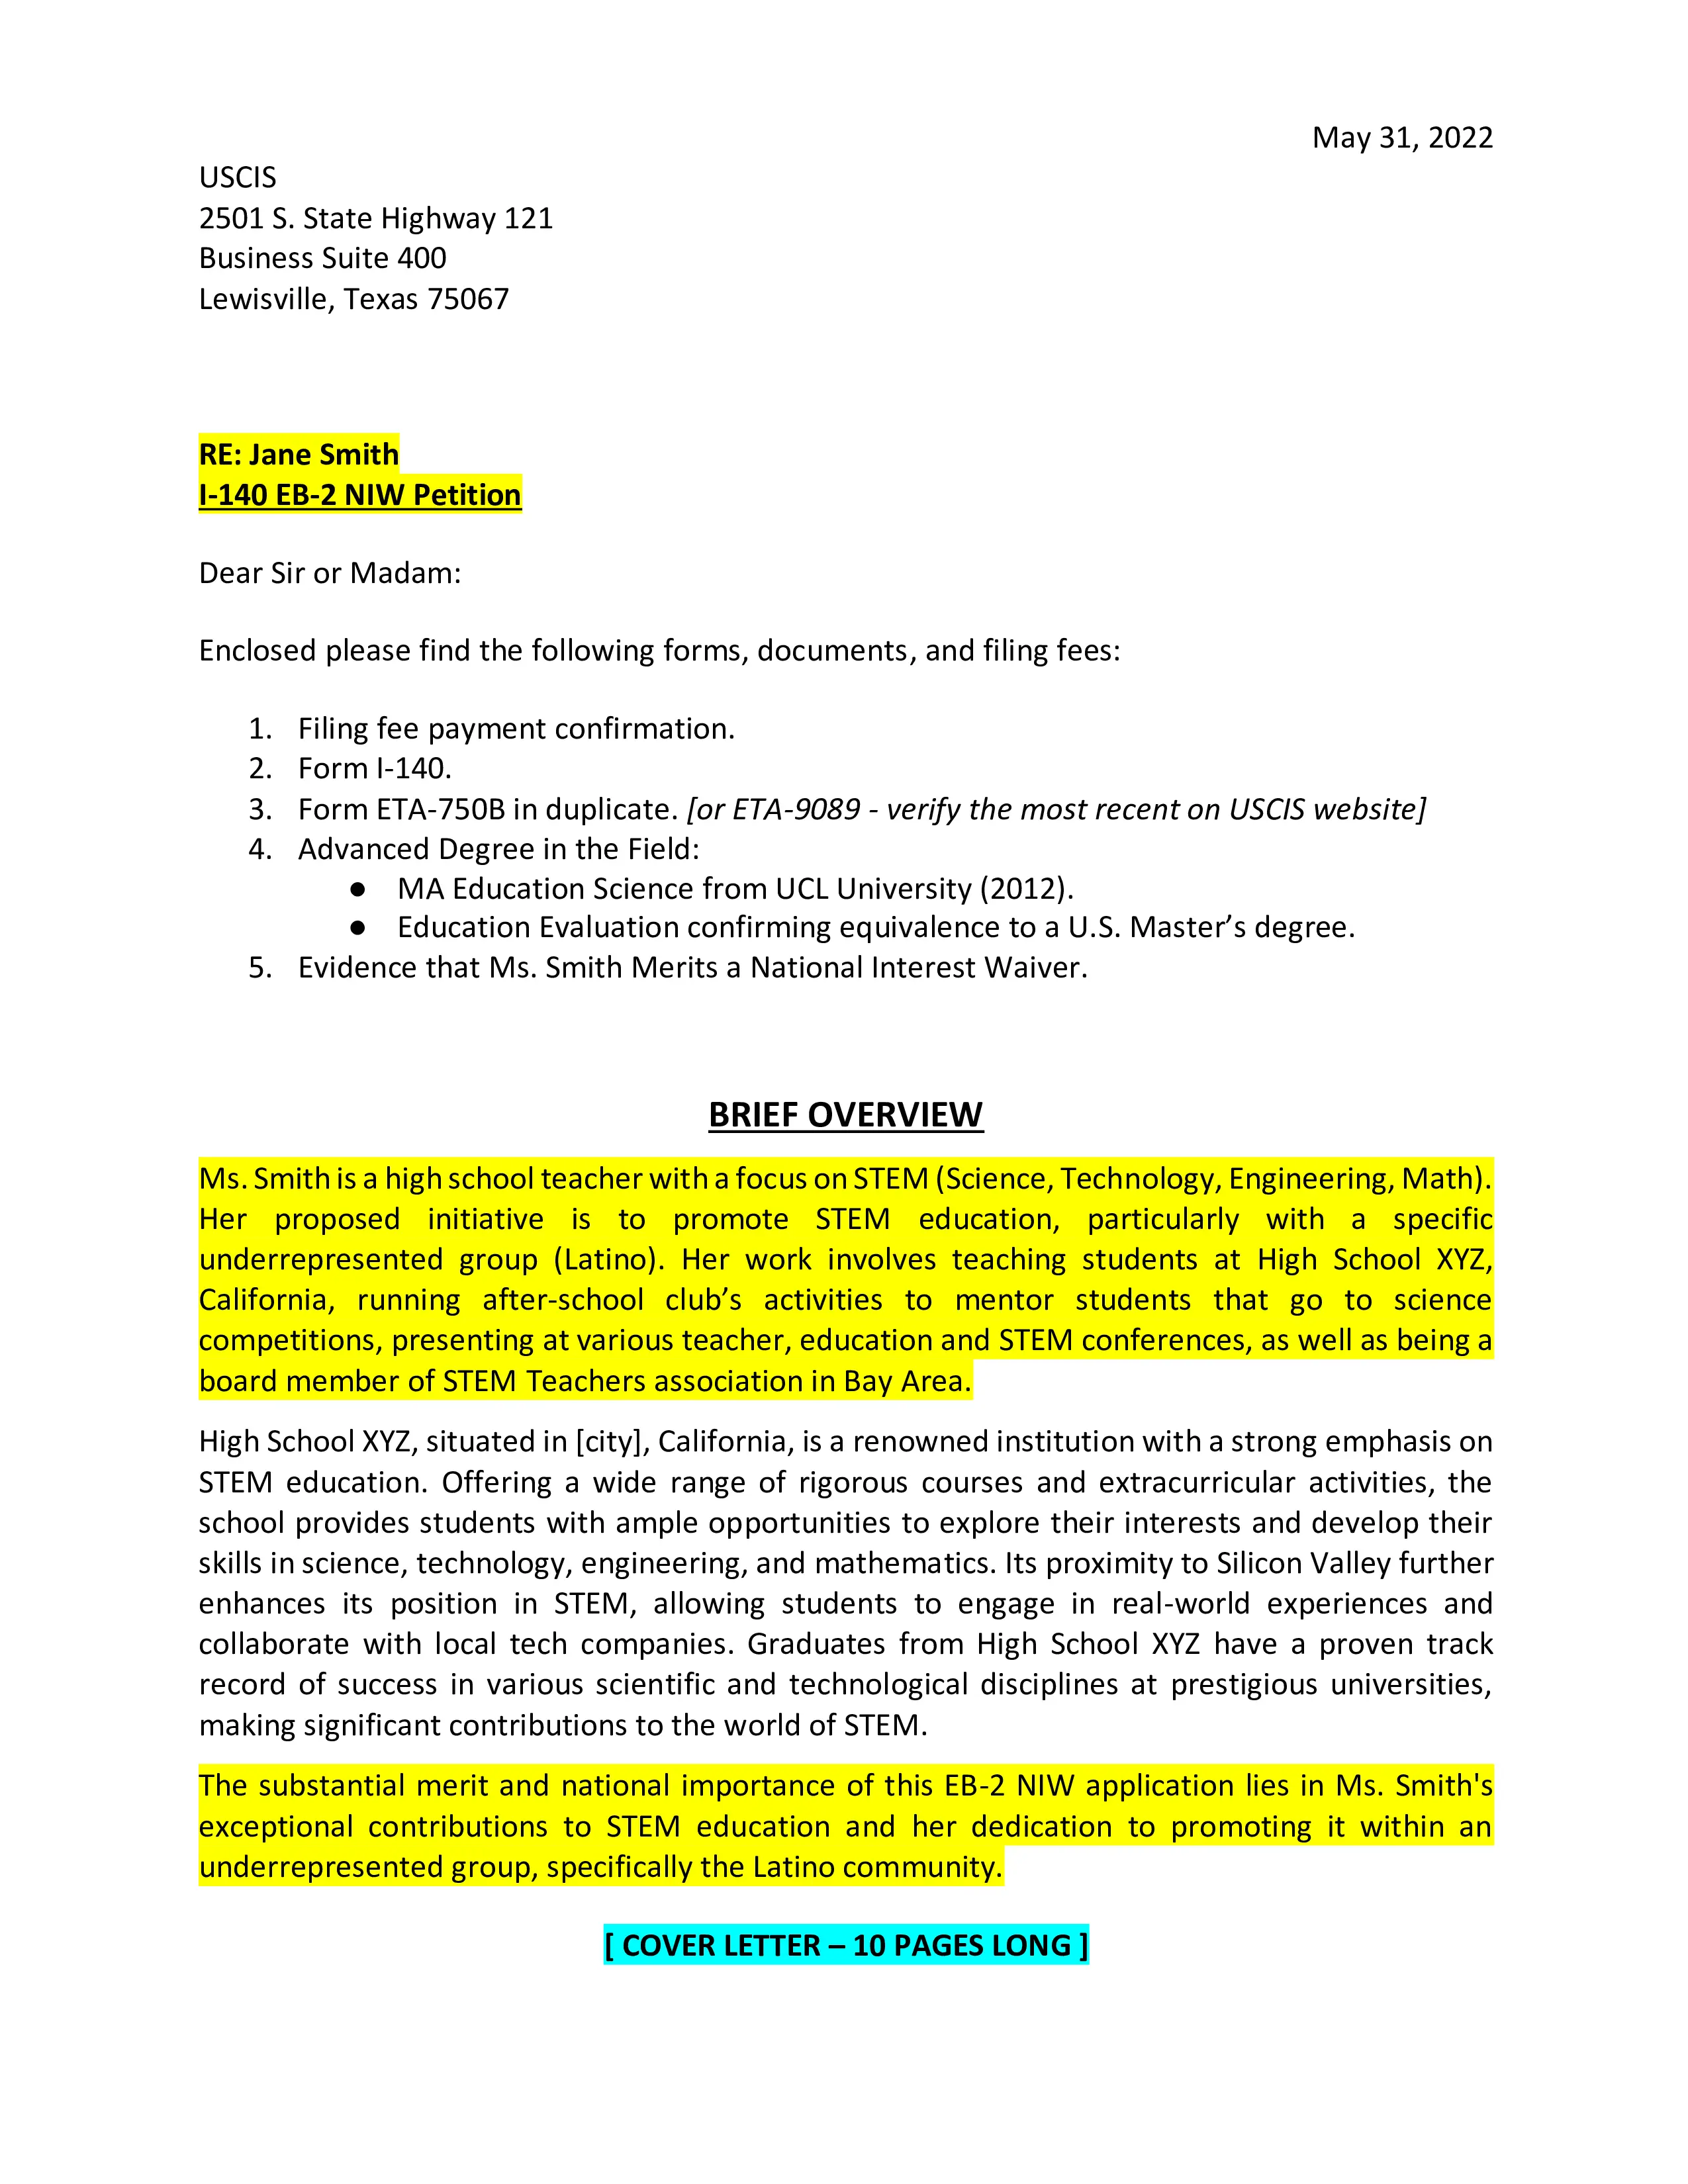 May 31, 2022
USCIS
2501 S. State Highway 121
Business Suite 400
Lewisville, Texas 75067
RE: Jane Smith
I-140 EB-2 NIW Petition
Dear Sir or Madam:
Enclosed please find the following forms, documents, and filing fees:
1. Filing fee payment confirmation.
2. Form I-140.
3. Form ETA-750B in duplicate. [or ETA-9089 - verify the most recent on USCIS website]
4. Advanced Degree in the Field:
● MA Education Science from UCL University (2012).
● Education Evaluation confirming equivalence to a U.S. Master’s degree.
5. Evidence that Ms. Smith Merits a National Interest Waiver.
BRIEF OVERVIEW
Ms. Smith is a high school teacher with a focus on STEM (Science, Technology, Engineering, Math).
Her proposed initiative is to promote STEM education, particularly with a specific
underrepresented group (Latino). Her work involves teaching students at High School XYZ,
California, running after-school club’s activities to mentor students that go to science
competitions, presenting at various teacher, education and STEM conferences, as well as being a
board member of STEM Teachers association in Bay Area.
High School XYZ, situated in [city], California, is a renowned institution with a strong emphasis on
STEM education. Offering a wide range of rigorous courses and extracurricular activities, the
school provides students with ample opportunities to explore their interests and develop their
skills in science, technology, engineering, and mathematics. Its proximity to Silicon Valley further
enhances its position in STEM, allowing students to engage in real-world experiences and
collaborate with local tech companies. Graduates from High School XYZ have a proven track
record of success in various scientific and technological disciplines at prestigious universities,
making significant contributions to the world of STEM.
The substantial merit and national importance of this EB-2 NIW application lies in Ms. Smith's
exceptional contributions to STEM education and her dedication to promoting it within an
underrepresented group, specifically the Latino community.
[ COVER LETTER – 10 PAGES LONG ]